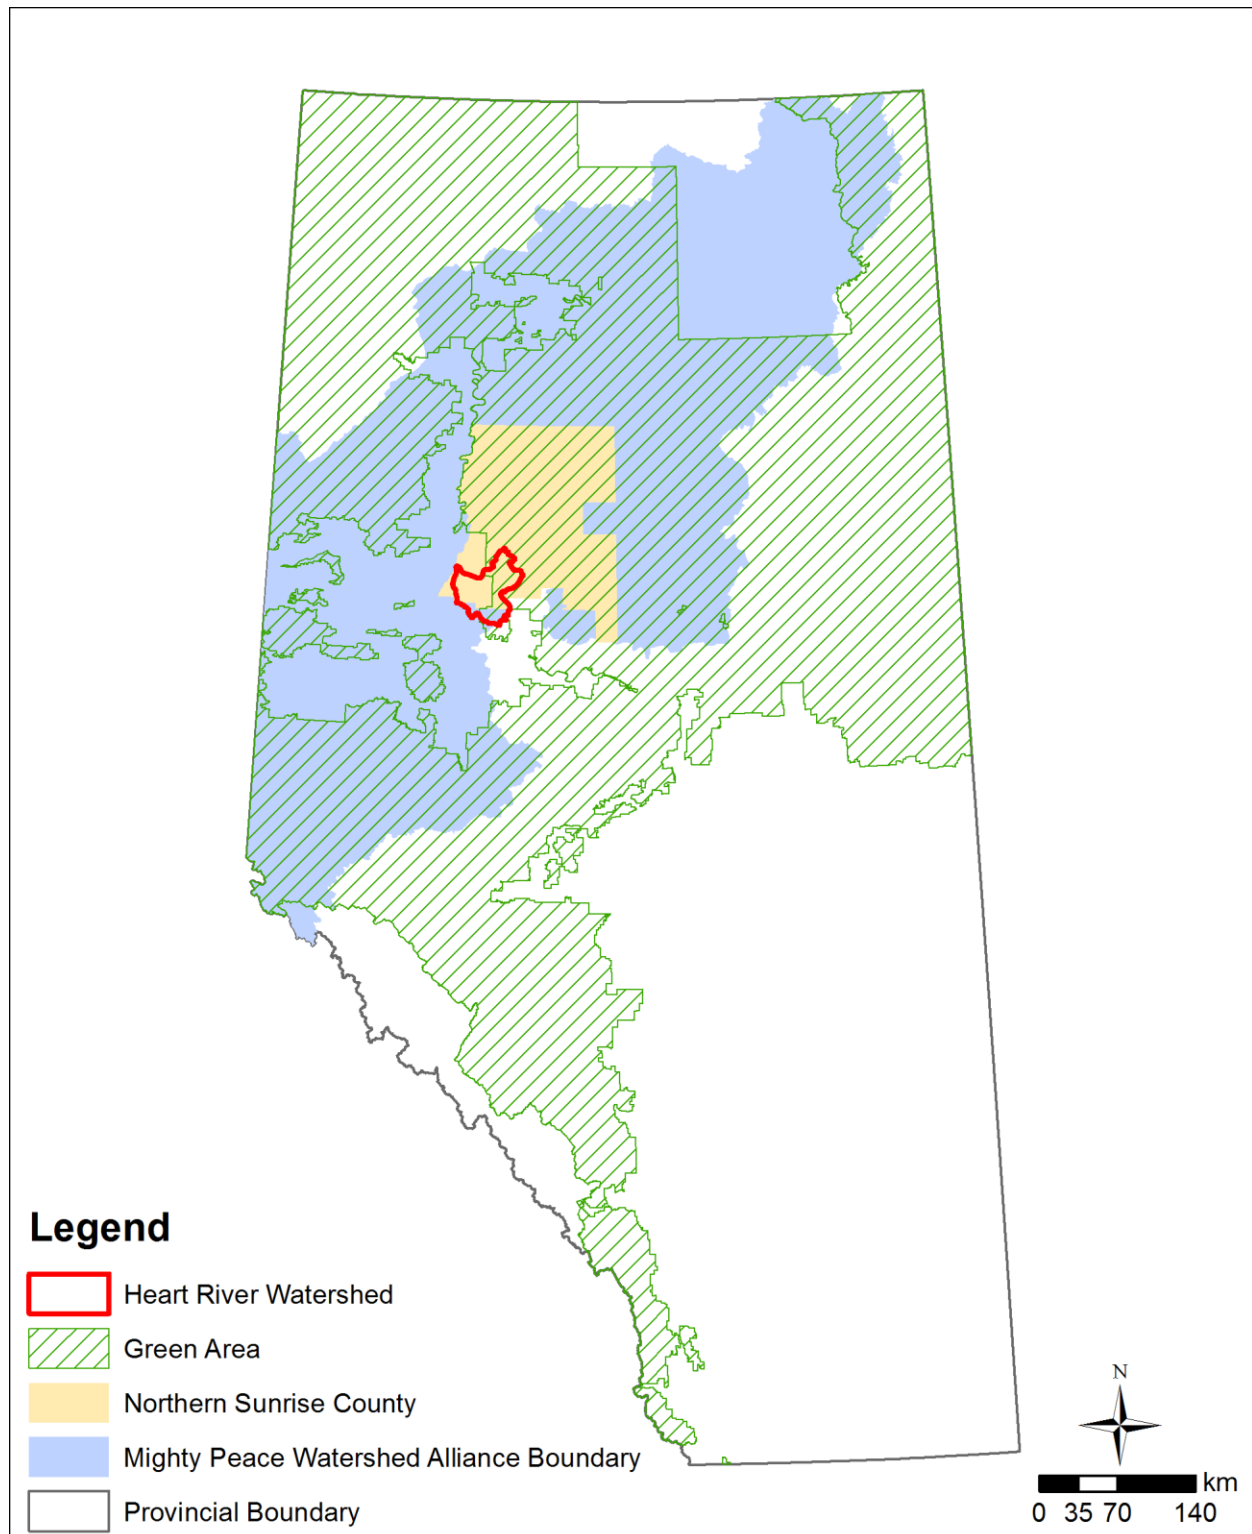 Legend
Heart River Watershed
Green Area
Northern Sunrise County
Mighty Peace Watershed Alliance Boundary
Provincial Boundary
N
km
0 35 70 140